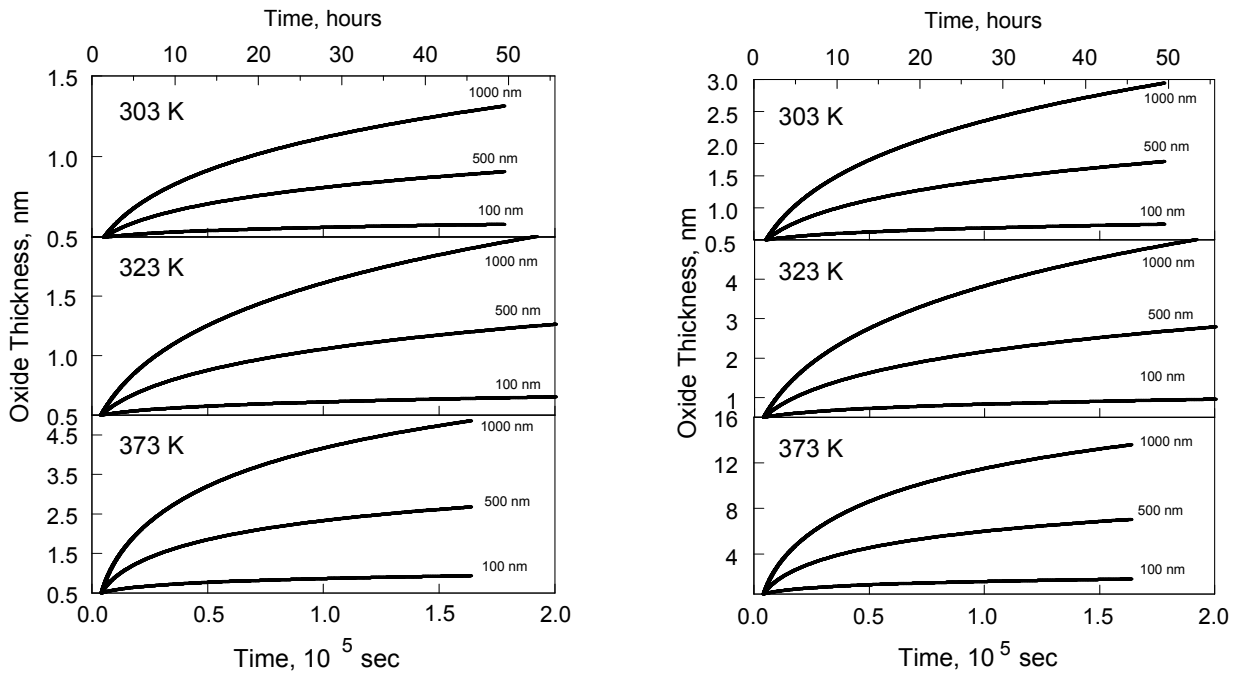 Time, hours
0 10 20 30 40 50
1.5
303 K
1000 nm
1.0
500 nm
100 nm
0.5
323 K
1000 nm
1.5
500 nm
1.0
100 nm
0.5
373 K
4.5
1000 nm
3.5
2.5
500 nm
1.5
100 nm
0.5
0.0 0.5 1.0 1.5 2.0
Time, 10 5 sec
Oxide Thickness, nm
Time, hours
0 10 20 30 40 50
3.0
303 K
1000 nm
2.5
2.0
500 nm
1.5
100 nm
1.0
0.5
323 K
4
1000 nm
3
500 nm
2
100 nm
1
16
373 K
1000 nm
12
8
500 nm
4
100 nm
0.0 0.5 1.0 1.5 2.0
Time, 10 5 sec
Oxide Thickness, nm